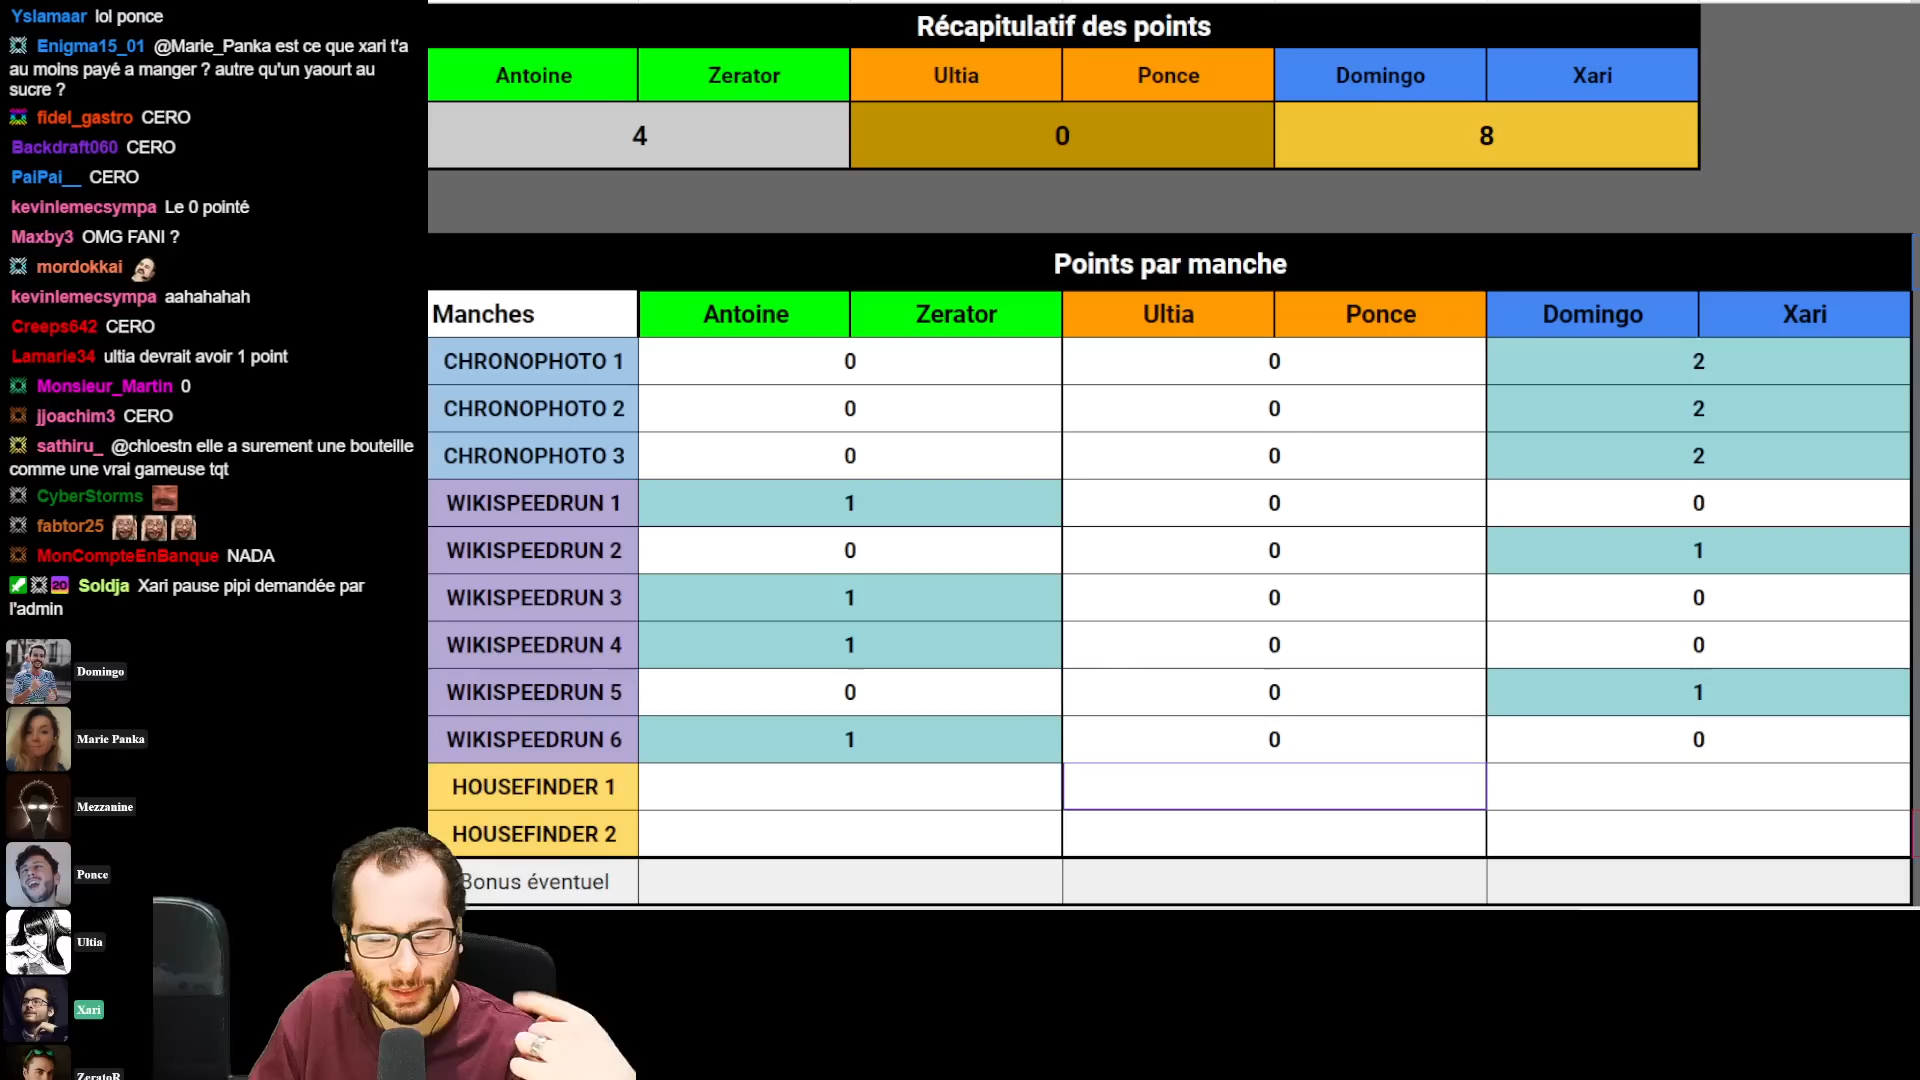 Yslamaar lol ponce
Enigma15_01 @Marie_Panka est ce que xari t'a
au moins payé a manger ? autre qu'un yaourt au
sucre ?
fidel_gastro CERO
Backdraft060 CERO
PaiPai__ CERO
kevinlemecsympa Le 0 pointé
Maxby3 OMG FANI ?
mordokkai
kevinlemecsympa aahahahah
Creeps642 CERO
Lamarie34 ultia devrait avoir 1 point
Monsieur_Martin 0
jjoachim3 CERO
sathiru_ @chloestn elle a surement une bouteille
comme une vrai gameuse tqt
CyberStorms
fabtor25
MonCompteEnBanque NADA
20 Soldja Xari pause pipi demandée par
l'admin
Domingo
Marie Panka
Mezzanine
Ponce
Ultia
Xari
ZeratoR
Récapitulatif des points
Antoine Zerator Ultia Ponce Domingo Xari
4 0 8
Points par manche
Manches Antoine Zerator Ultia Ponce Domingo Xari
CHRONOPHOTO 1 0 0 2
CHRONOPHOTO 2 0 0 2
CHRONOPHOTO 3 0 0 2
WIKISPEEDRUN 1 1 0 0
WIKISPEEDRUN 2 0 0 1
WIKISPEEDRUN 3 1 0 0
WIKISPEEDRUN 4 1 0 0
WIKISPEEDRUN 5 0 0 1
WIKISPEEDRUN 6 1 0 0
HOUSEFINDER 1
HOUSEFINDER 2
Bonus éventuel